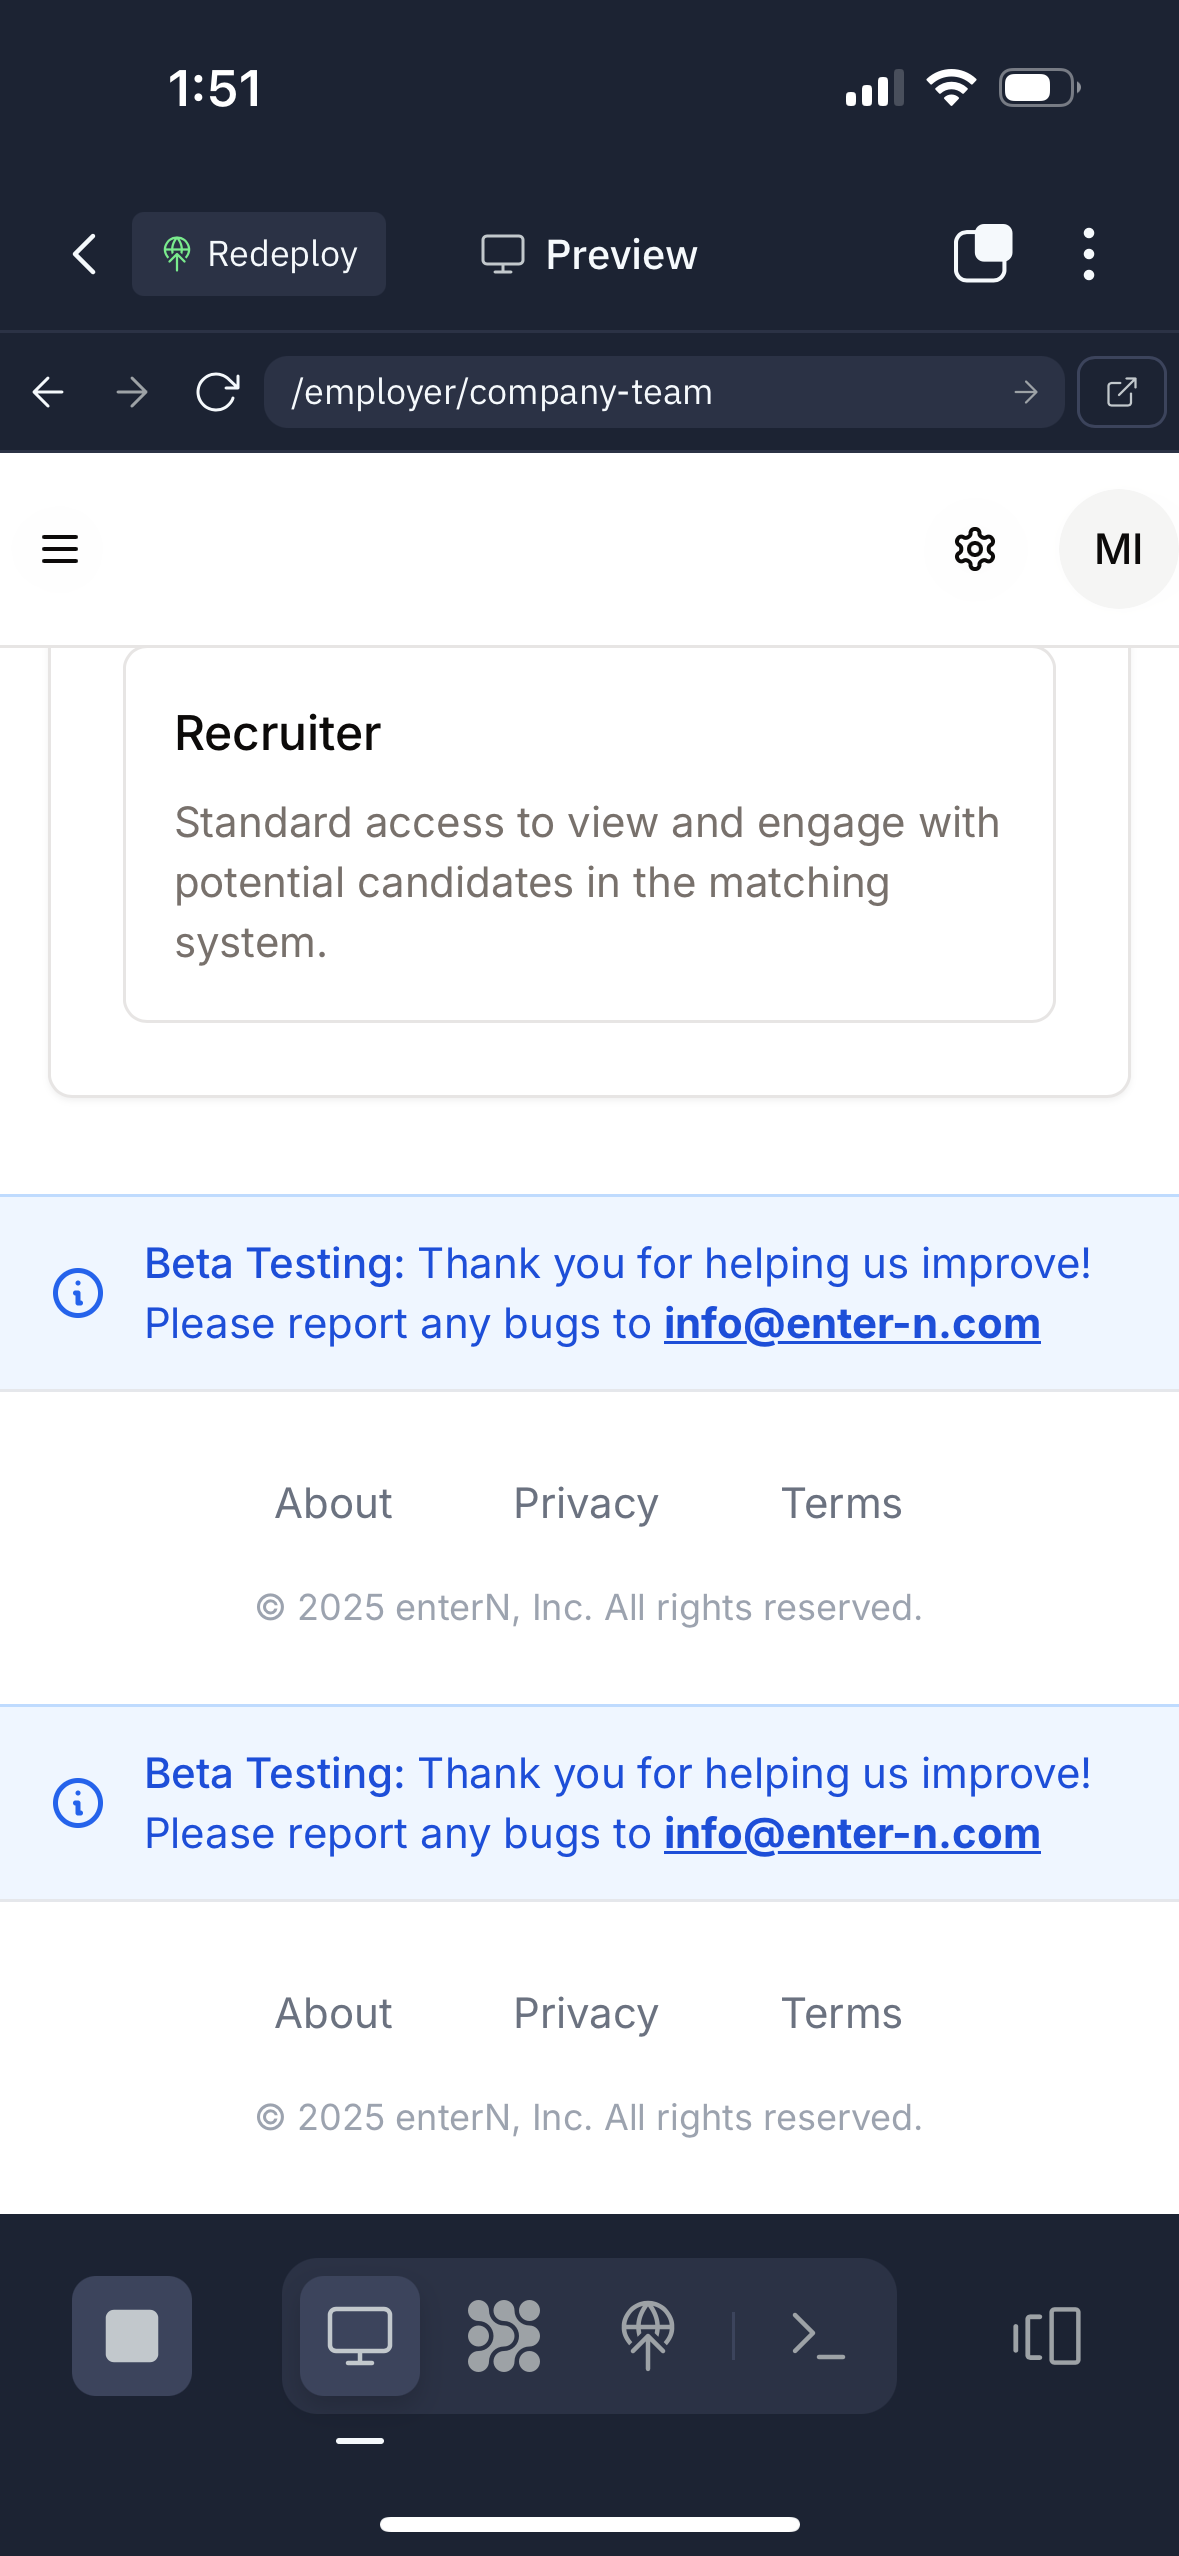 1:51
Redeploy
Preview
/employer/company-team
MI
Recruiter
Standard access to view and engage with
potential candidates in the matching
system.
Beta Testing: Thank you for helping us improve!
Please report any bugs to info@enter-n.com
About Privacy Terms
© 2025 enterN, Inc. All rights reserved.
Beta Testing: Thank you for helping us improve!
Please report any bugs to info@enter-n.com
About Privacy Terms
© 2025 enterN, Inc. All rights reserved.